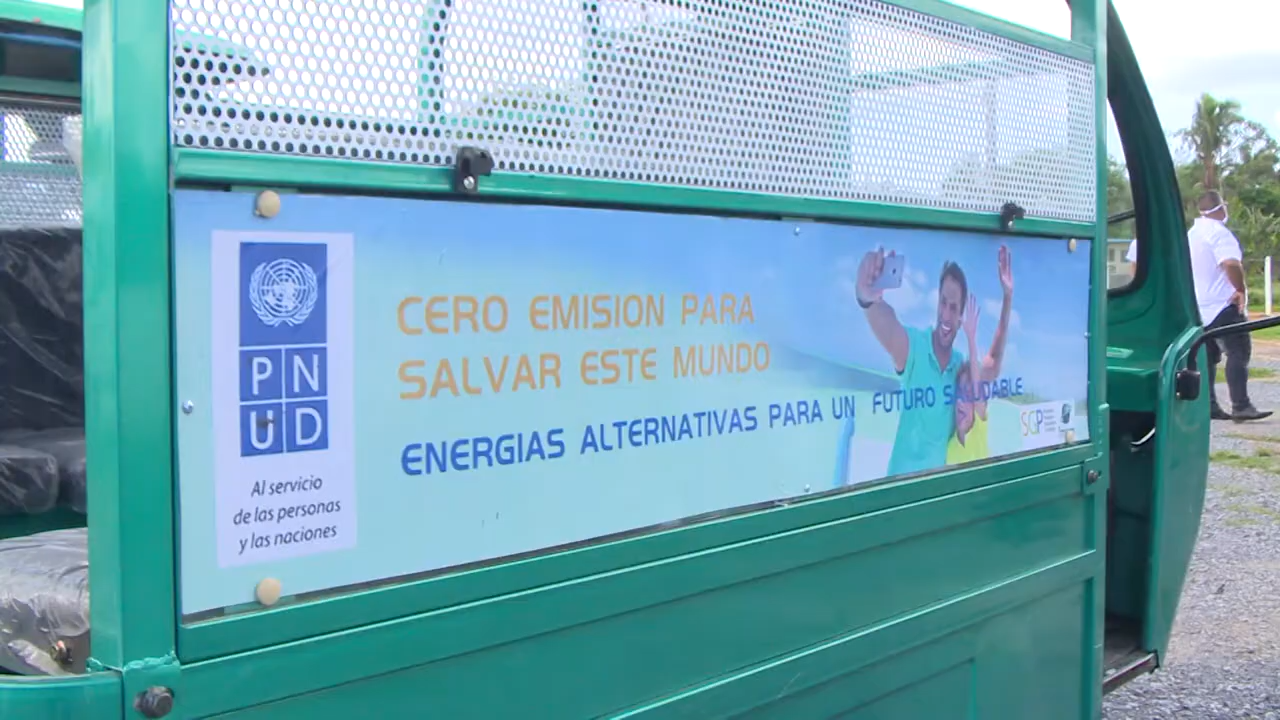 PN
UD
Al servicio
de las personas
y las naciones
CERO EMISION PARA
SALVAR ESTE MUNDO
ENERGIAS ALTERNATIVAS PARA UN FUTURO SALUDABLE
SGP